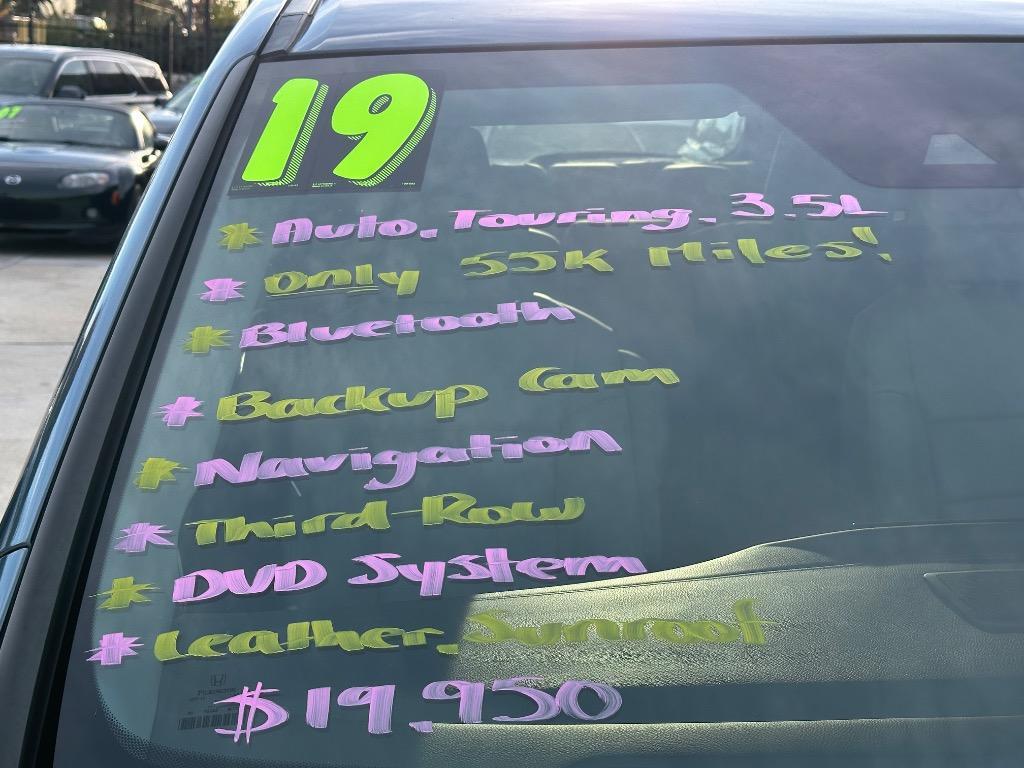 19
* Auto, Touring, 3.5L
* Only 55K Miles!
* Bluetooth
* Backup Cam
* Navigation
* Third-Row
* DVD System
* Leather, Sunroof
$19,950